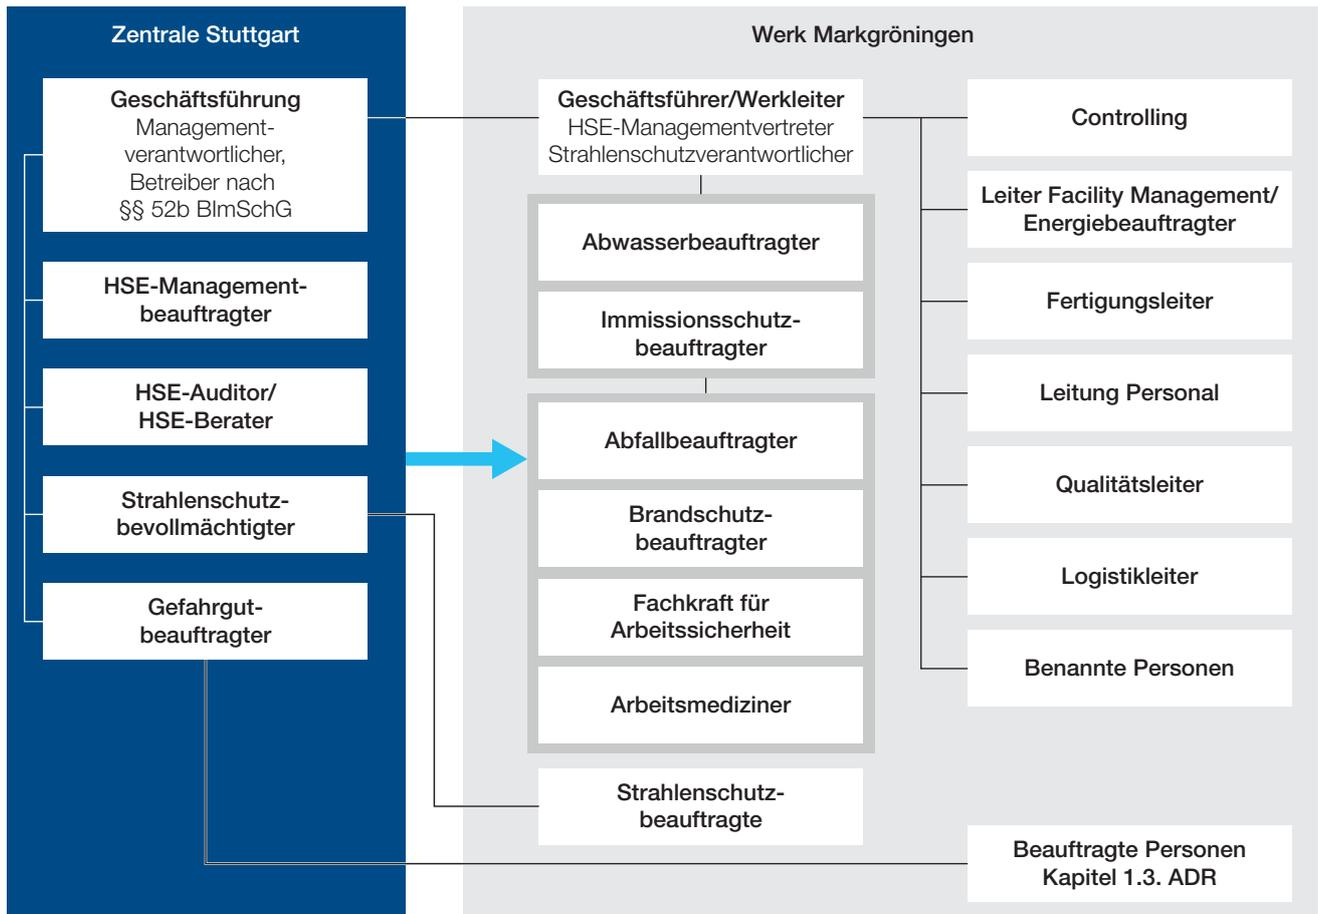 Zentrale Stuttgart
Geschäftsführung
Management-
verantwortlicher,
Betreiber nach
§§ 52b BImSchG
HSE-Management-
beauftragter
HSE-Auditor/
HSE-Berater
Strahlenschutz-
bevollmächtigter
Gefahrgut-
beauftragter
Werk Markgröningen
Geschäftsführer/Werkleiter
HSE-Managementvertreter
Strahlenschutzverantwortlicher
Abwasserbeauftragter
Immissionsschutz-
beauftragter
Abfallbeauftragter
Brandschutz-
beauftragter
Fachkraft für
Arbeitssicherheit
Arbeitsmediziner
Strahlenschutz-
beauftragte
Controlling
Leiter Facility Management/
Energiebeauftragter
Fertigungsleiter
Leitung Personal
Qualitätsleiter
Logistikleiter
Benannte Personen
Beauftragte Personen
Kapitel 1.3. ADR